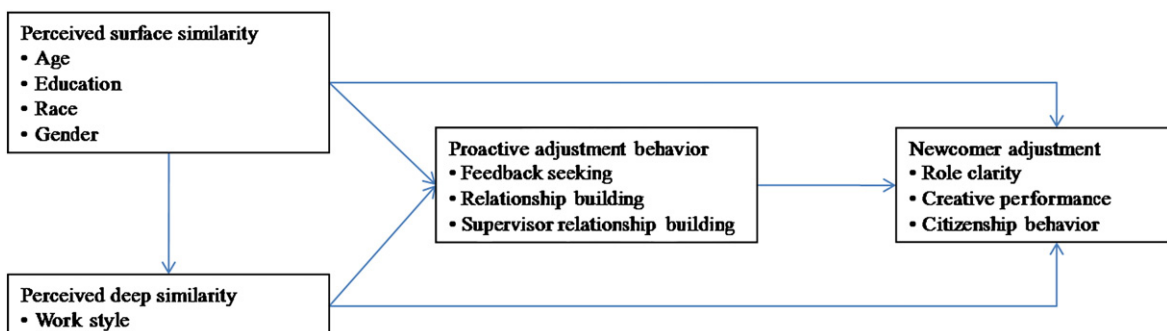 Perceived surface similarity
• Age
• Education
• Race
• Gender
Proactive adjustment behavior
• Feedback seeking
• Relationship building
• Supervisor relationship building
Newcomer adjustment
• Role clarity
• Creative performance
• Citizenship behavior
Perceived deep similarity
• Work style